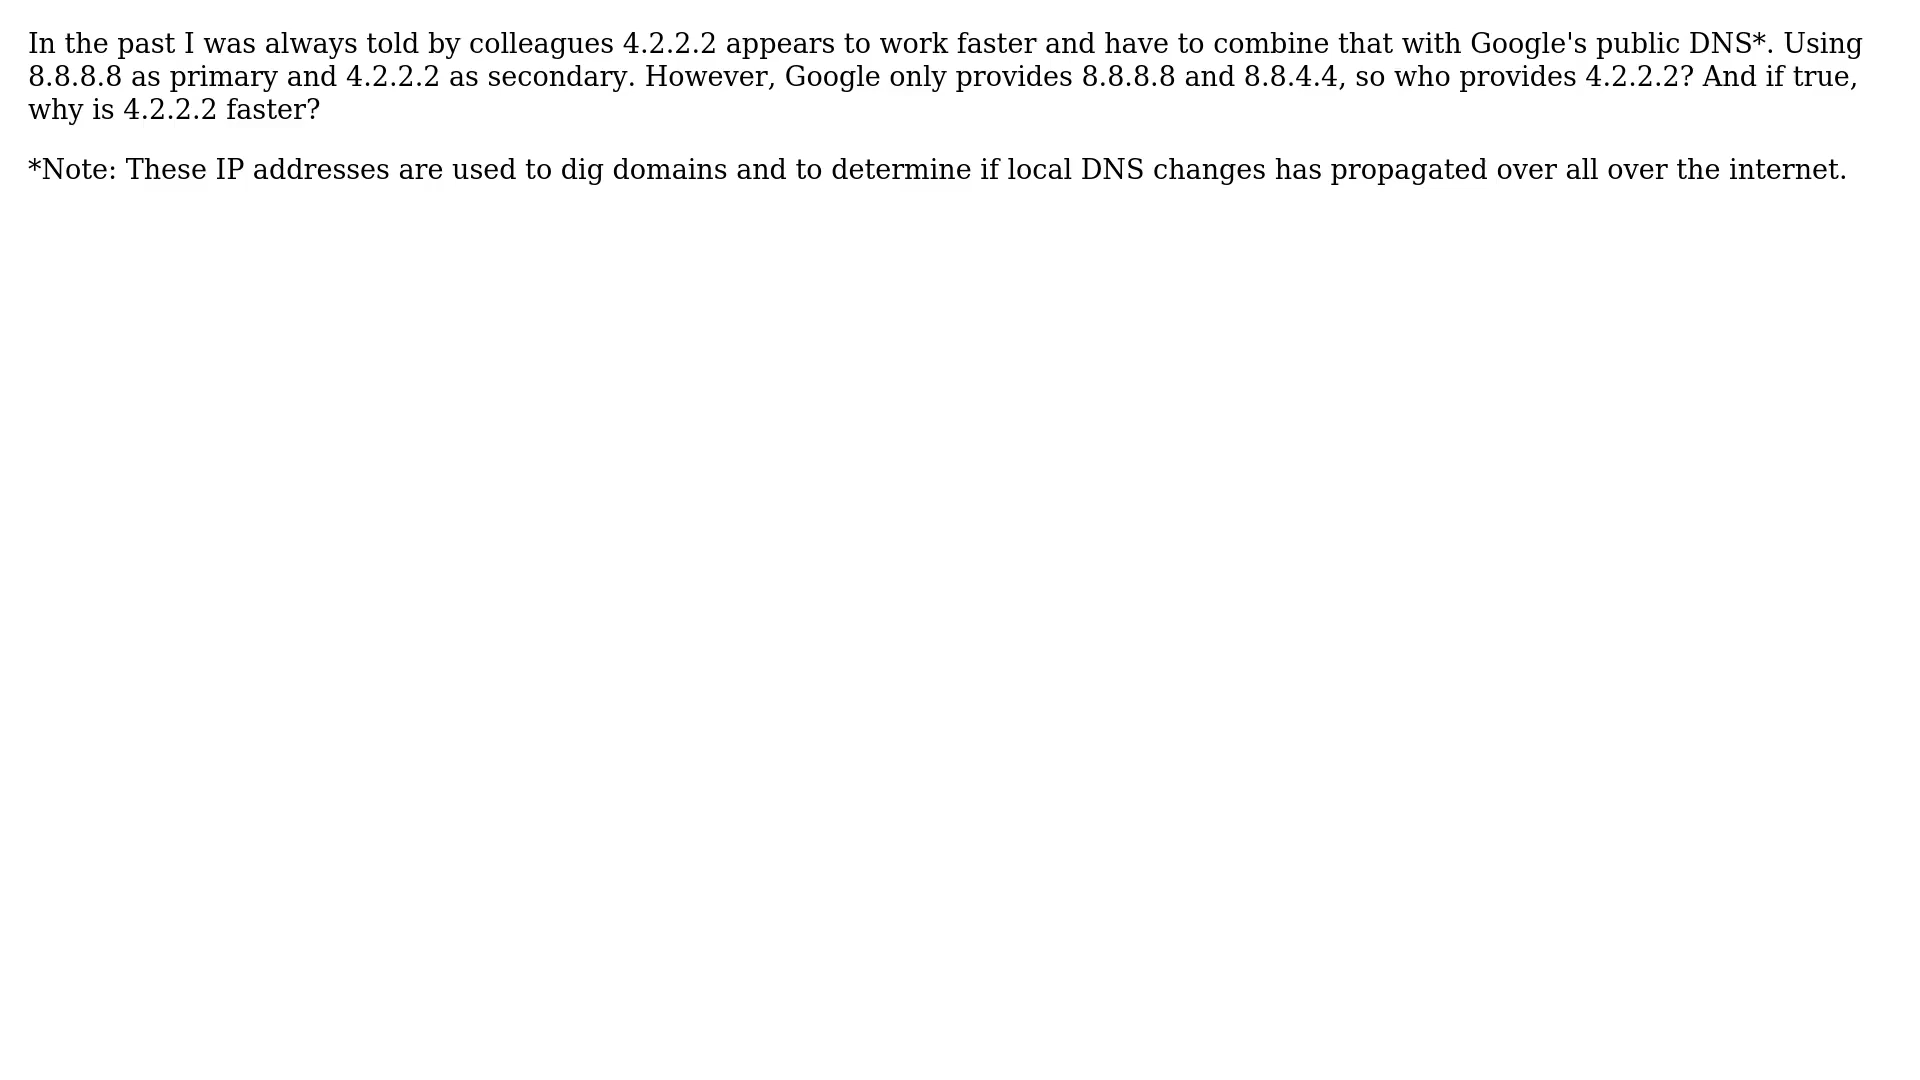 In the past I was always told by colleagues 4.2.2.2 appears to work faster and have to combine that with Google's public DNS*. Using
8.8.8.8 as primary and 4.2.2.2 as secondary. However, Google only provides 8.8.8.8 and 8.8.4.4, so who provides 4.2.2.2? And if true,
why is 4.2.2.2 faster?
*Note: These IP addresses are used to dig domains and to determine if local DNS changes has propagated over all over the internet.